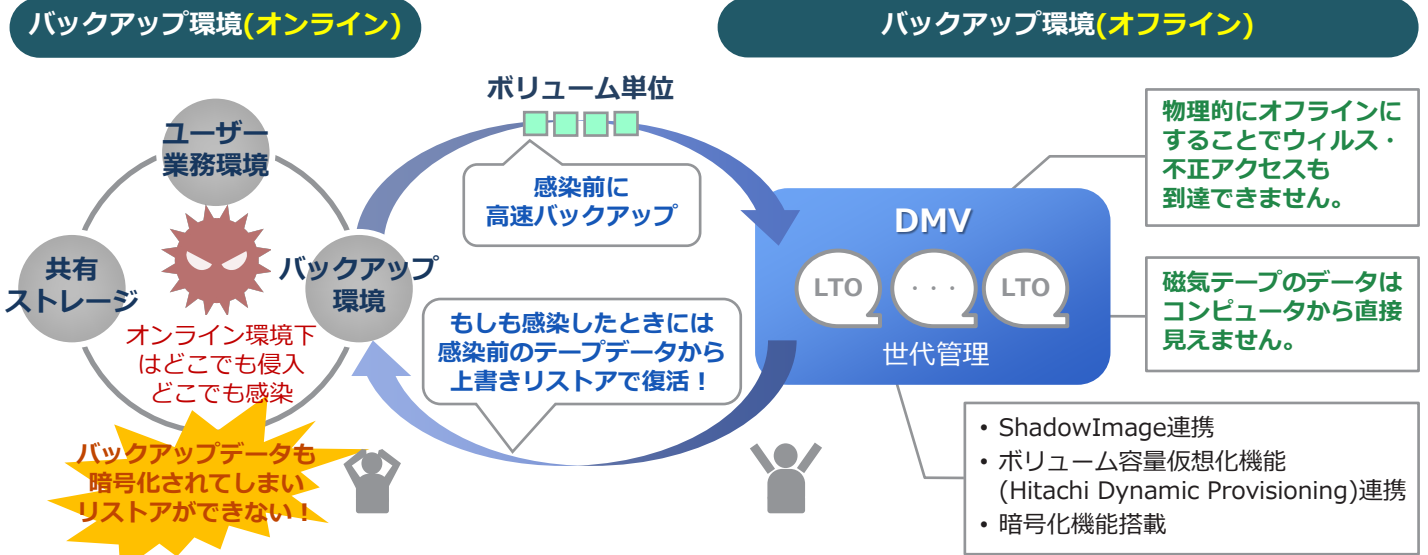 バックアップ環境(オンライン)
バックアップ環境(オフライン)
ボリューム単位
ユーザー
業務環境
共有
ストレージ
バックアップ
環境
オンライン環境下
はどこでも侵入
どこでも感染
バックアップデータも
暗号化されてしまい
リストアができない！
感染前に
高速バックアップ
もしも感染したときには
感染前のテープデータから
上書きリストアで復活！
DMV
LTO
・・・
LTO
世代管理
物理的にオフラインに
することでウィルス・
不正アクセスも
到達できません。
磁気テープのデータは
コンピュータから直接
見えません。
・ShadowImage連携
・ボリューム容量仮想化機能
(Hitachi Dynamic Provisioning)連携
・暗号化機能搭載